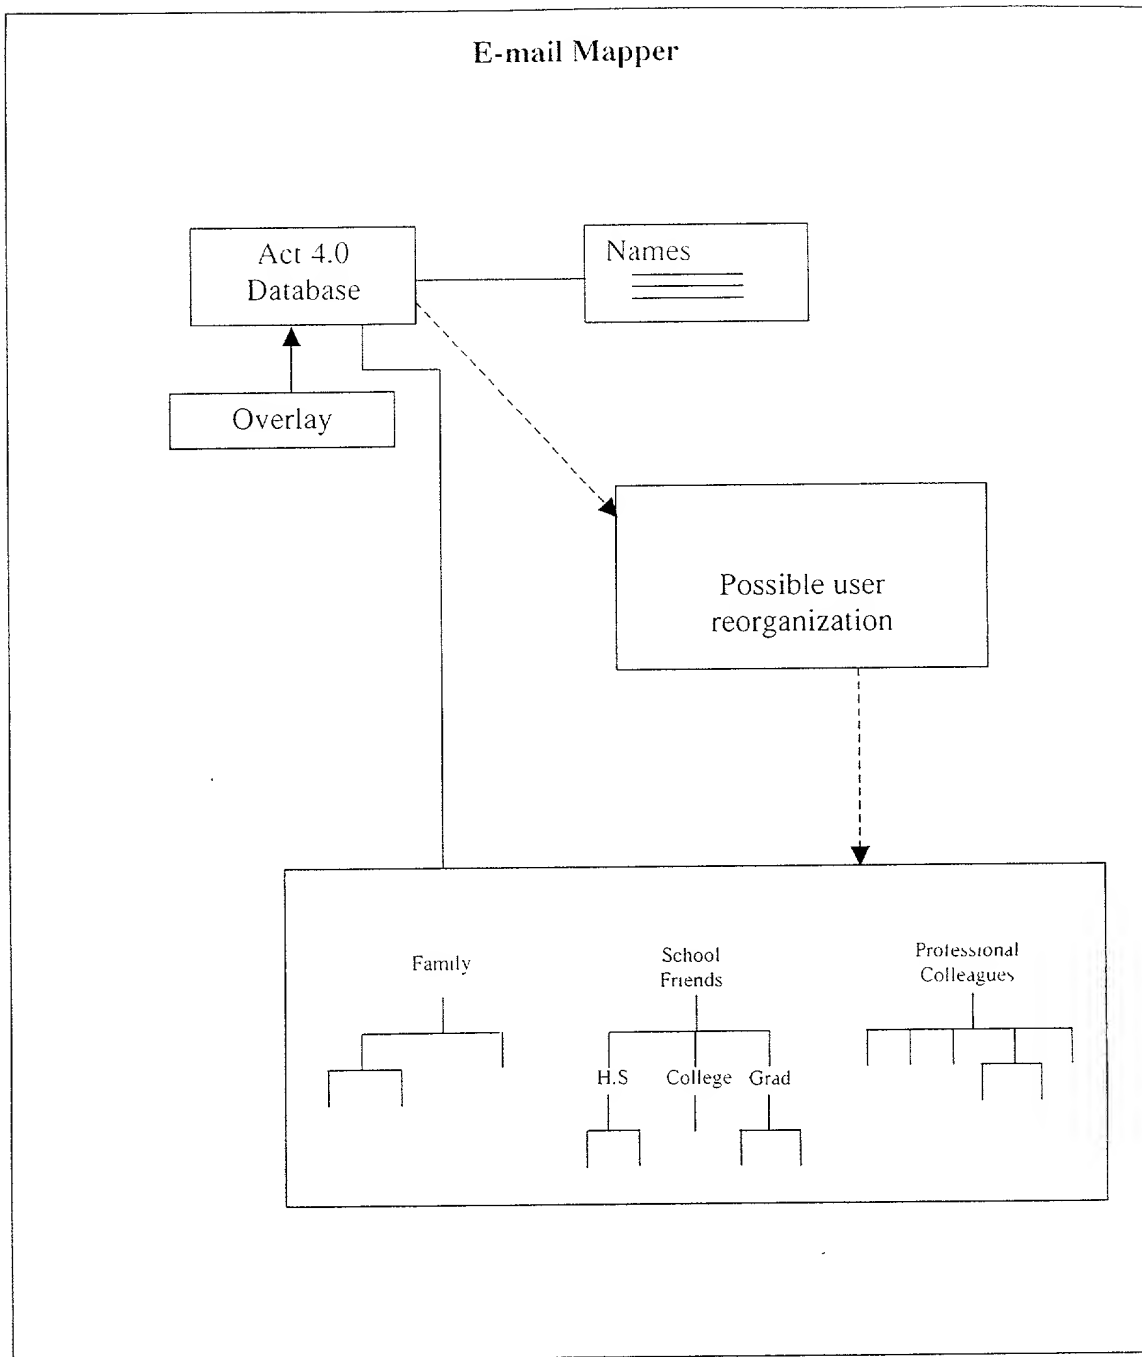 E-mail Mapper
Act 4.0
Database
Names
Overlay
Possible user
reorganization
Family
School
Friends
Professional
Colleagues
H.S
College
Grad